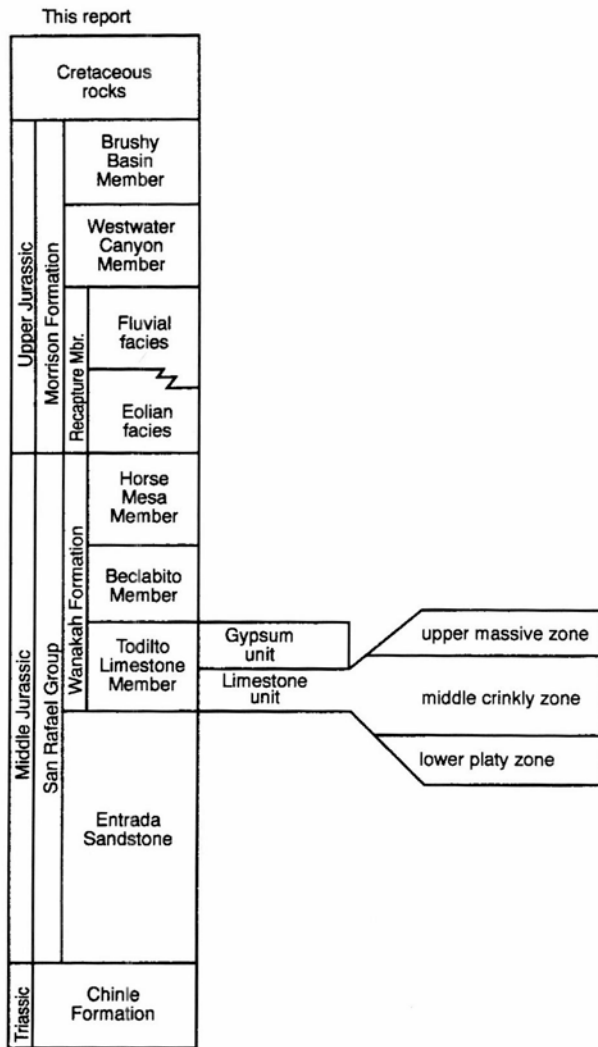 This report
Cretaceous
rocks
Upper Jurassic
Morrison Formation
Brushy
Basin
Member
Westwater
Canyon
Member
Recapture Mbr.
Fluvial
facies
Eolian
facies
Middle Jurassic
San Rafael Group
Wanakah Formation
Horse
Mesa
Member
Beclabito
Member
Todilto
Limestone
Member
Gypsum
unit
Limestone
unit
upper massive zone
middle crinkly zone
lower platy zone
Entrada
Sandstone
Triassic
Chinle
Formation